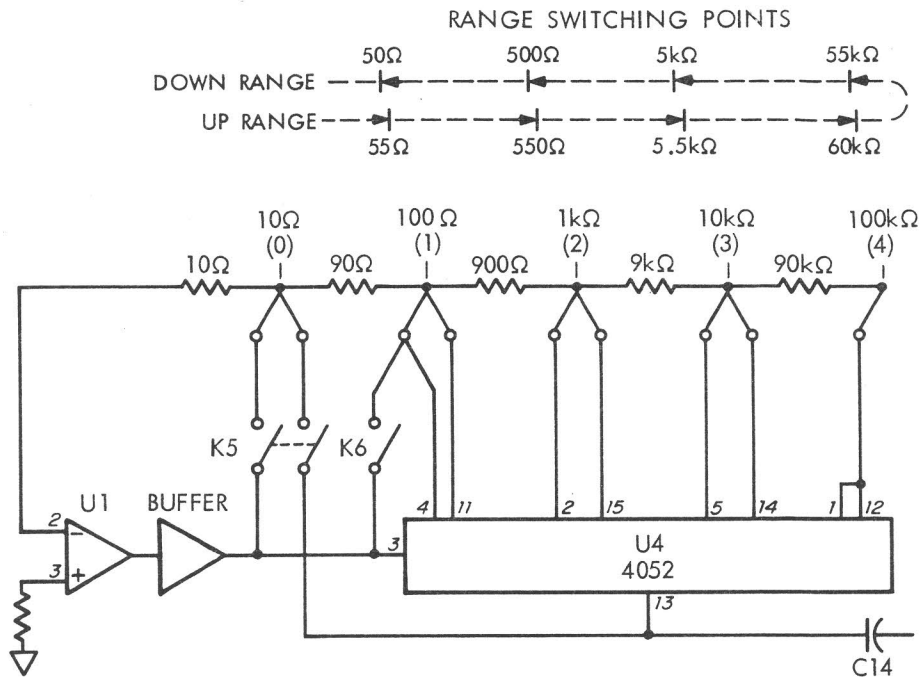 RANGE SWITCHING POINTS
50Ω 500Ω 5kΩ 55kΩ
DOWN RANGE
UP RANGE
55Ω 550Ω 5.5kΩ 60kΩ
10Ω 100Ω 1kΩ 10kΩ 100kΩ
(0) (1) (2) (3) (4)
10Ω 90Ω 900Ω 9kΩ 90kΩ
K5 K6
U1 BUFFER
4 11 2 15 5 14 1 12
2
-
3
+
3
U4
4052
13
C14